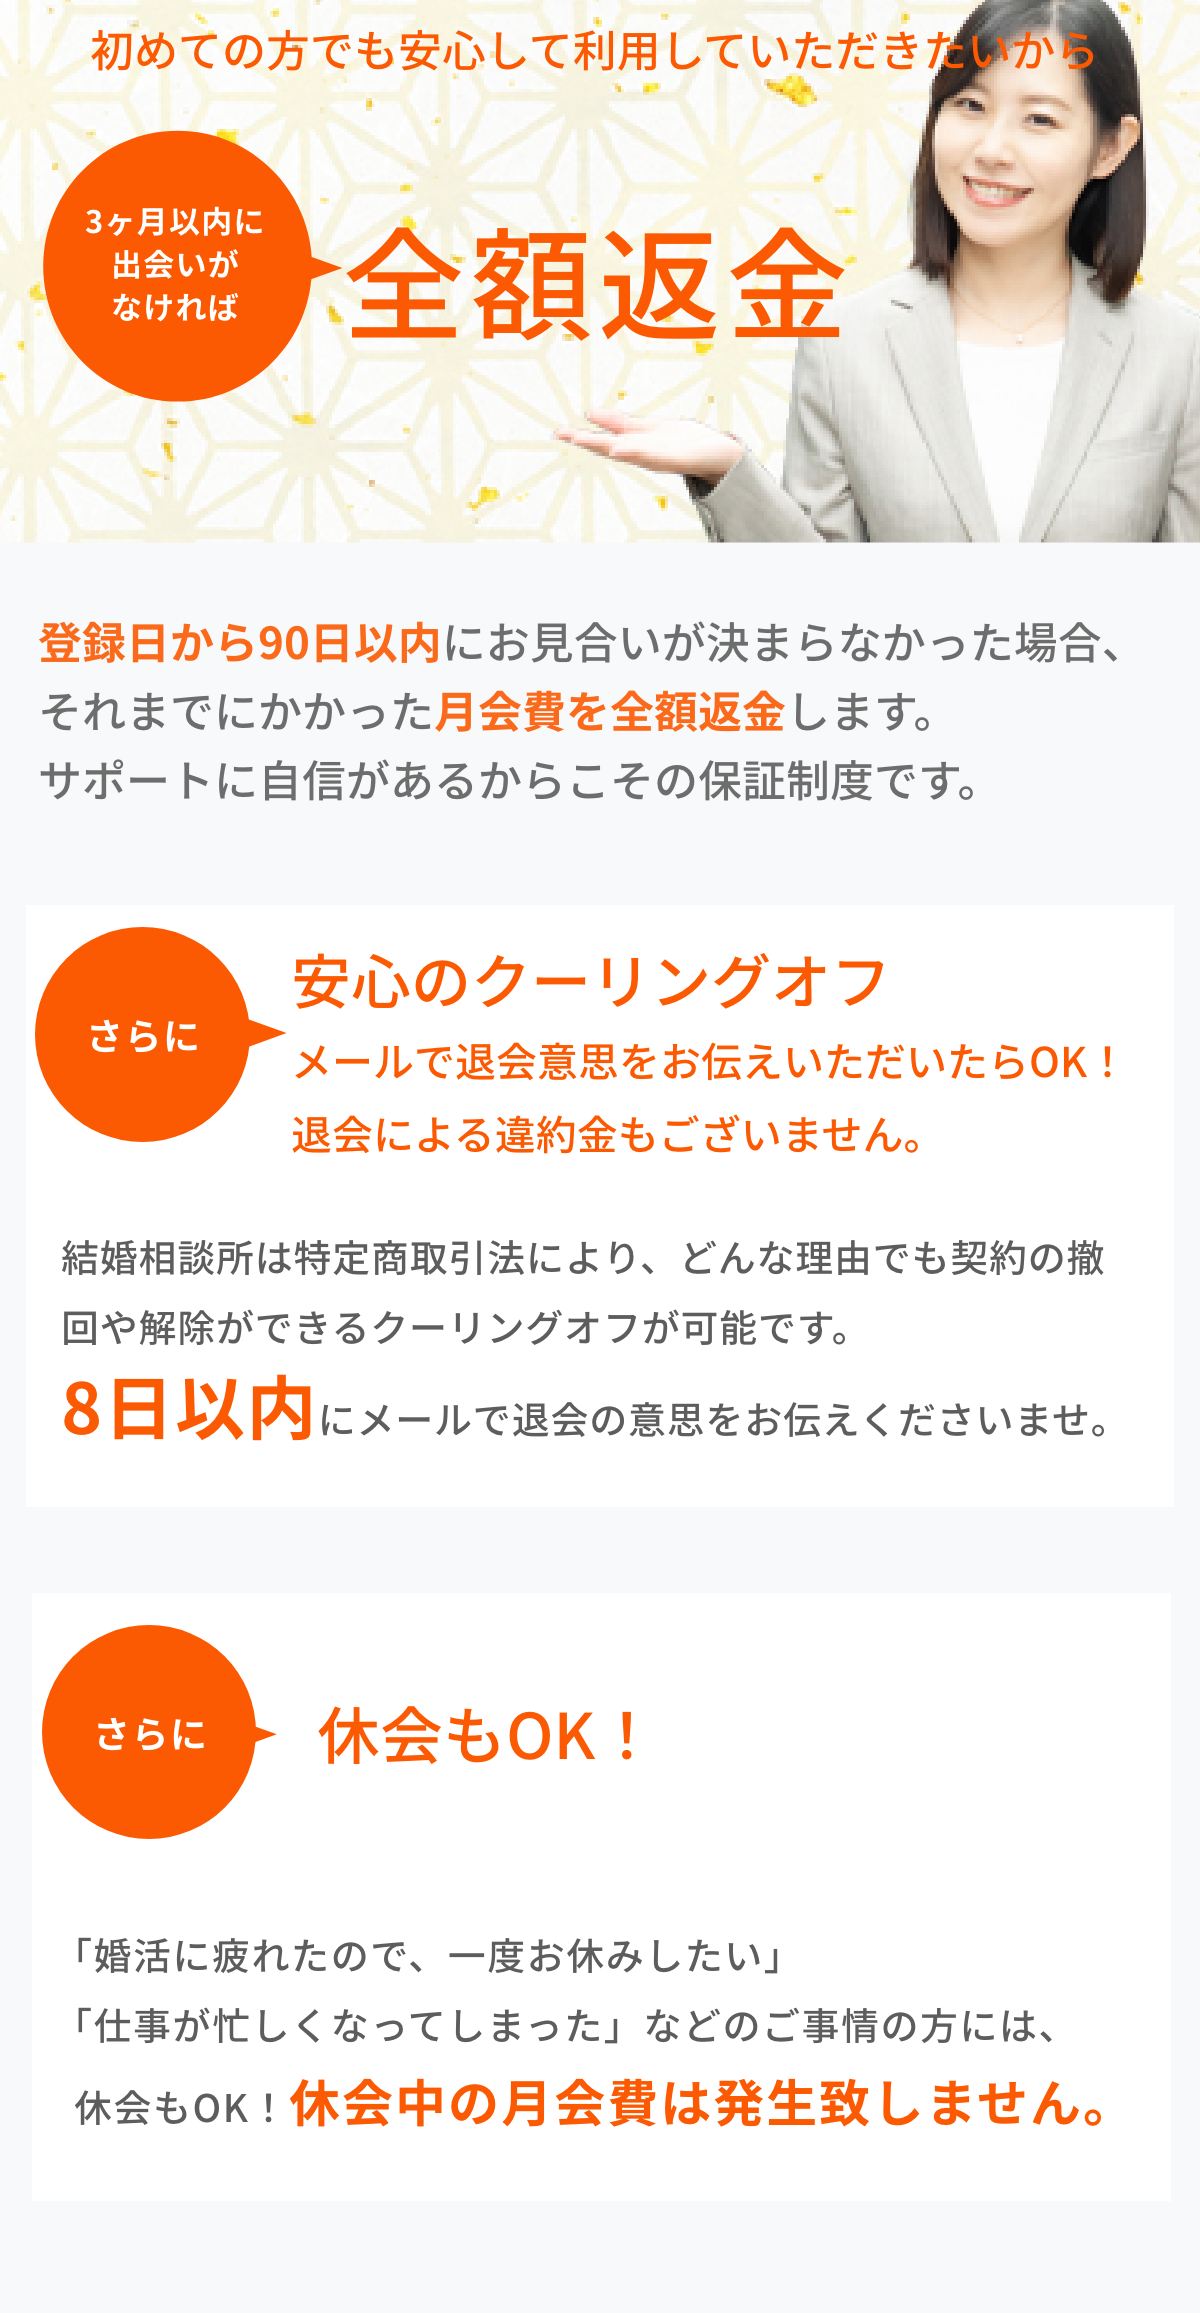 初めての方でも安心して利用していただきたいから
3ヶ月以内に
出会いが
なければ
全額返金
登録日から90日以内にお見合いが決まらなかった場合、
それまでにかかった月会費を全額返金します。
サポートに自信があるからこその保証制度です。
さらに
安心のクーリングオフ
メールで退会意思をお伝えいただいたらOK！
退会による違約金もございません。
結婚相談所は特定商取引法により、どんな理由でも契約の撤
回や解除ができるクーリングオフが可能です。
8日以内にメールで退会の意思をお伝えくださいませ。
さらに
休会もOK！
「婚活に疲れたので、一度お休みしたい」
「仕事が忙しくなってしまった」などのご事情の方には、
休会もOK！休会中の月会費は発生致しません。